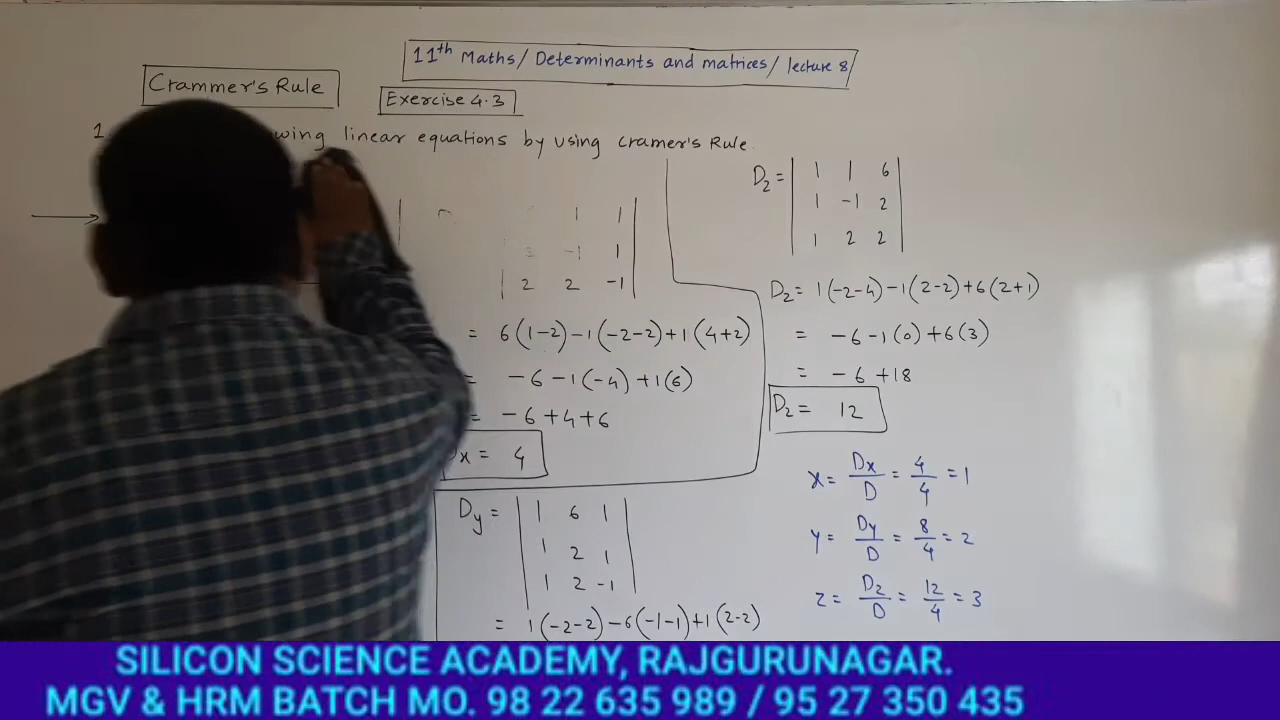 11th Maths/ Determinants and matrices/ lecture 8
Crammer's Rule
Exercise 4.3
1 wing linear equations by using Cramer's Rule.
1 1
-1 1
2 2 -1
= 6(1-2)-1(-2-2)+1(4+2)
= -6-1(-4)+1(6)
= -6+4+6
Dx = 4
Dy = 1 6 1
1 2 1
1 2 -1
= 1(-2-2)-6(-1-1)+1(2-2)
Dz = 1 1 6
1 -1 2
1 2 2
Dz = 1(-2-4)-1(2-2)+6(2+1)
= -6-1(0)+6(3)
= -6+18
Dz = 12
x = Dx/D = 4/4 = 1
y = Dy/D = 8/4 = 2
z = Dz/D = 12/4 = 3
SILICON SCIENCE ACADEMY, RAJGURUNAGAR.
MGV & HRM BATCH MO. 98 22 635 989 / 95 27 350 435